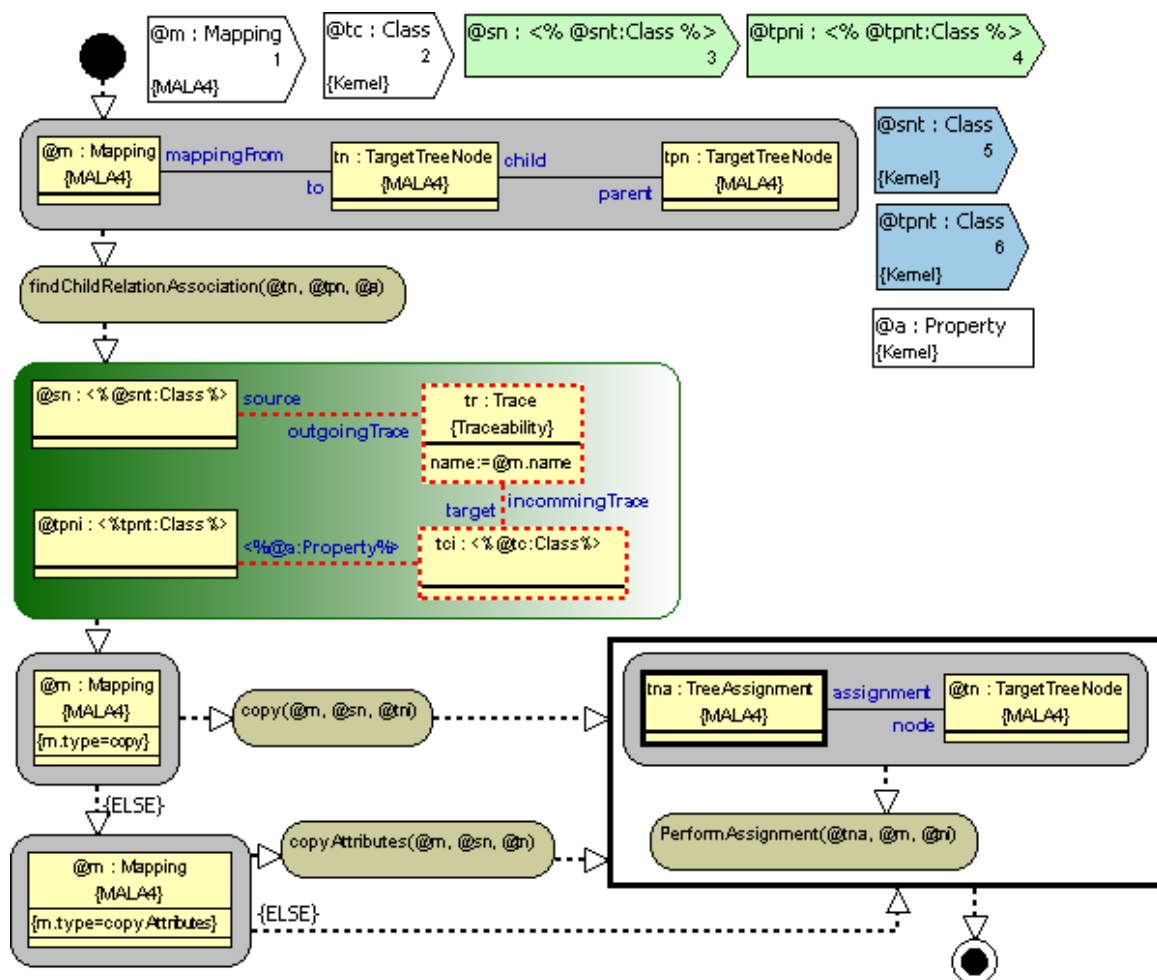 @m : Mapping
1
{MALA4}
@tc : Class
2
{Kernel}
@sn : <% @snt:Class %>
3
@tpni : <% @tpnt:Class %>
4
@snt : Class
5
{Kernel}
@tpnt : Class
6
{Kernel}
@a : Property
{Kernel}
@m : Mapping
{MALA4}
mappingFrom
to
tn : TargetTreeNode
{MALA4}
child
parent
tpn : TargetTreeNode
{MALA4}
findChildRelationAssociation(@tn, @tpn, @a)
@sn : <% @snt:Class %>
source
outgoingTrace
tr : Trace
{Traceability}
name:=@m.name
target
incommingTrace
@tpni : <%tpnt:Class %>
<%@a:Property%>
tci : <% @tc:Class%>
@m : Mapping
{MALA4}
{m.type=copy}
copy(@m, @sn, @tni)
tna : TreeAssignment
{MALA4}
assignment
node
@tn : TargetTreeNode
{MALA4}
{ELSE}
@m : Mapping
{MALA4}
{m.type=copyAttributes}
copyAttributes(@m, @sn, @tn)
PerformAssignment(@tna, @m, @tni)
{ELSE}